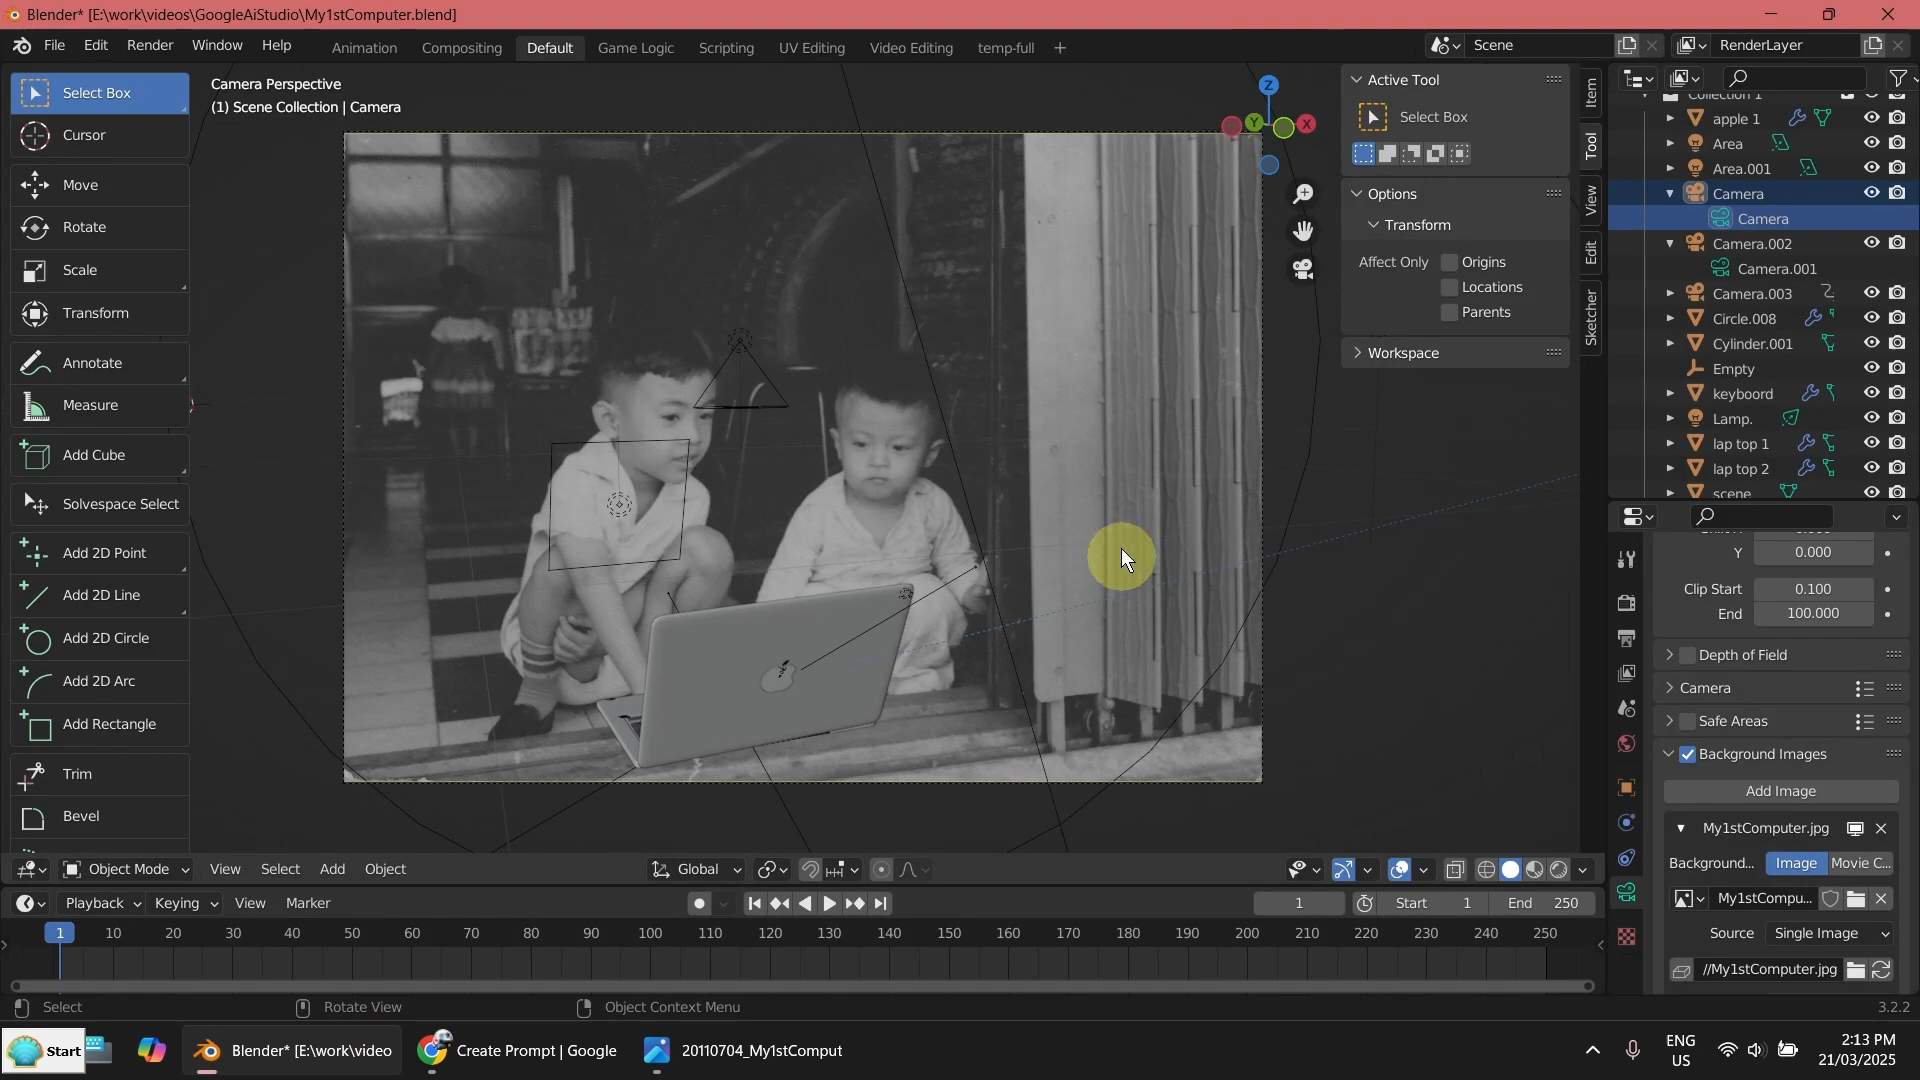 Blender* [E:\work\videos\GoogleAiStudio\My1stComputer.blend]
File Edit Render Window Help Animation Compositing Default Game Logic Scripting UV Editing Video Editing temp-full Scene RenderLayer
Select Box
Cursor
Move
Rotate
Scale
Transform
Annotate
Measure
Add Cube
Solvespace Select
Add 2D Point
Add 2D Line
Add 2D Circle
Add 2D Arc
Add Rectangle
Trim
Bevel
Camera Perspective
(1) Scene Collection | Camera
Z
Y
X
Active Tool
Select Box
Options
Transform
Affect Only Origins
Locations
Parents
Workspace
Item
Tool
View
Edit
Sketcher
Collection 1
apple 1
Area
Area.001
Camera
Camera
Camera.002
Camera.001
Camera.003
Circle.008
Cylinder.001
Empty
keyboord
Lamp.
lap top 1
lap top 2
scene
Y 0.000
Clip Start 0.100
End 100.000
Depth of Field
Camera
Safe Areas
Background Images
Add Image
My1stComputer.jpg
Background... Image Movie C...
My1stCompu...
Source Single Image
//My1stComputer.jpg
Object Mode View Select Add Object Global
Playback Keying View Marker 1 Start 1 End 250
1 10 20 30 40 50 60 70 80 90 100 110 120 130 140 150 160 170 180 190 200 210 220 230 240 250
Select Rotate View Object Context Menu 3.2.2
Start Blender* [E:\work\video Create Prompt | Google 20110704_My1stComput
ENG
US
2:13 PM
21/03/2025